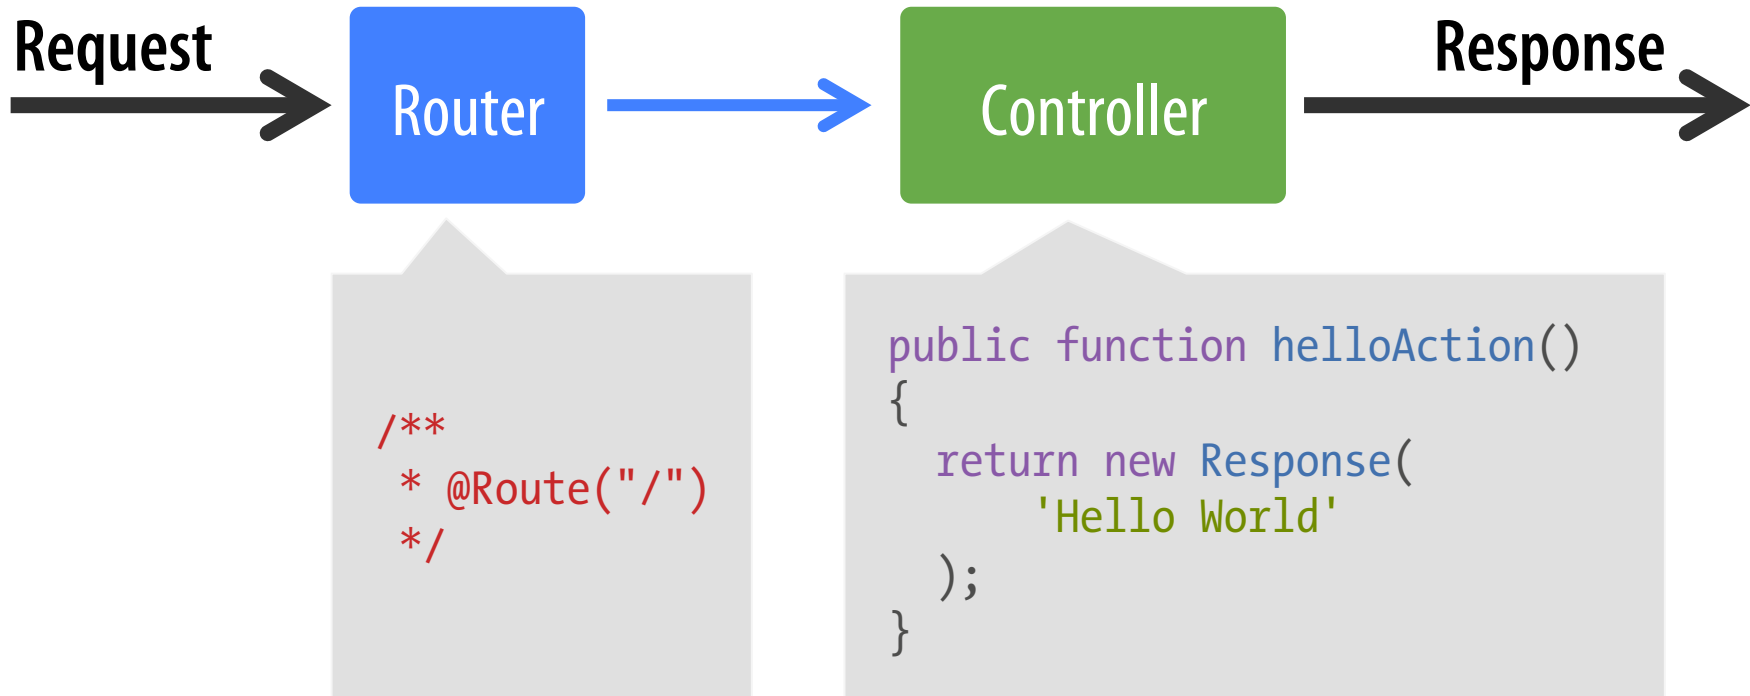 Request
Router
Controller
Response
/**
 * @Route("/")
 */
public function helloAction()
{
  return new Response(
      'Hello World'
  );
}